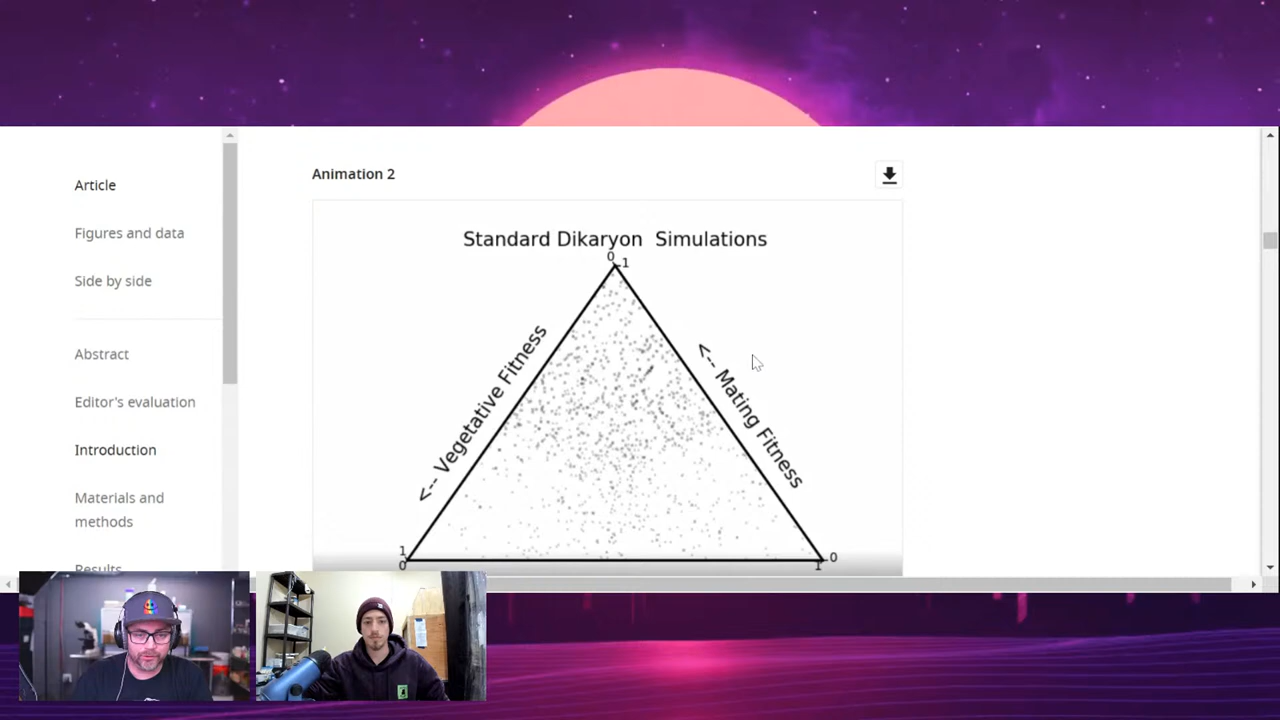 Article
Figures and data
Side by side
Abstract
Editor's evaluation
Introduction
Materials and
methods
Results
Animation 2
Standard Dikaryon Simulations
0
1
<-- Vegetative Fitness
<-- Mating Fitness
1
0
0
1